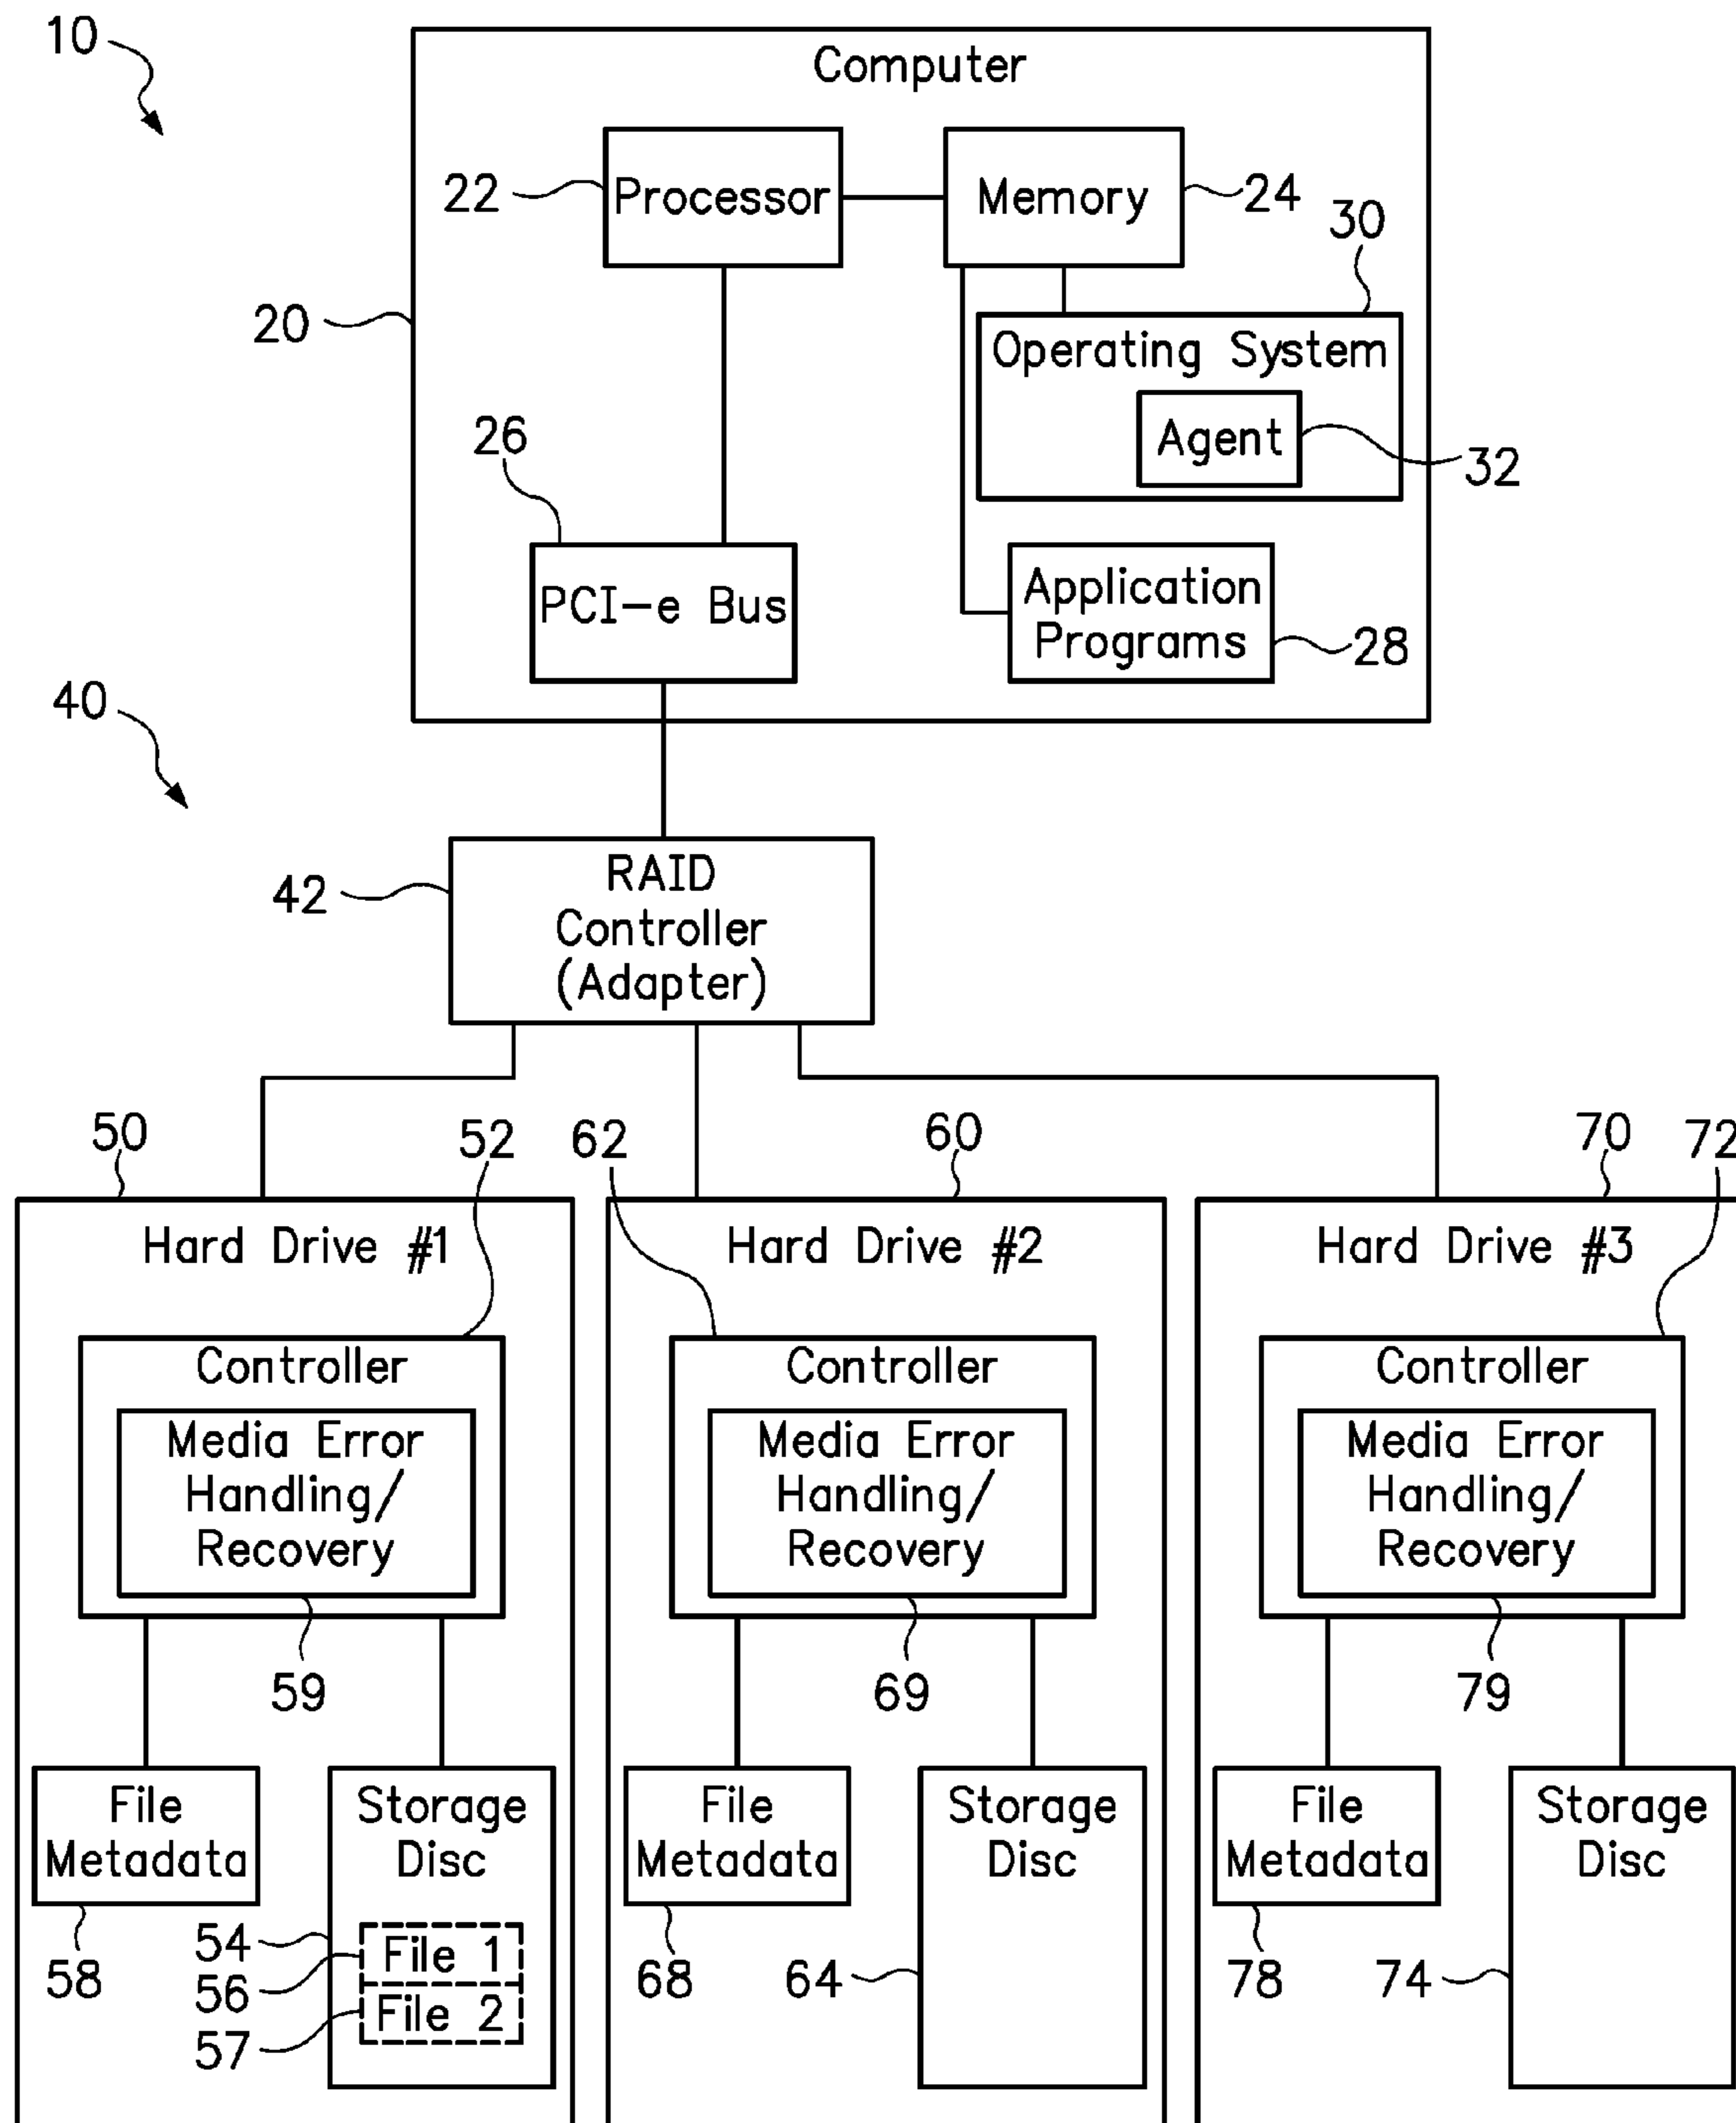 10
Computer
22
Processor
Memory
24
30
20
Operating System
Agent
32
26
PCI-e Bus
Application
Programs
28
40
42
RAID
Controller
(Adapter)
50
52
62
60
70
72
Hard Drive #1
Hard Drive #2
Hard Drive #3
Controller
Media Error
Handling/
Recovery
59
Controller
Media Error
Handling/
Recovery
69
Controller
Media Error
Handling/
Recovery
79
File
Metadata
58
Storage
Disc
54
File 1
56
File 2
57
File
Metadata
68
Storage
Disc
64
File
Metadata
78
Storage
Disc
74